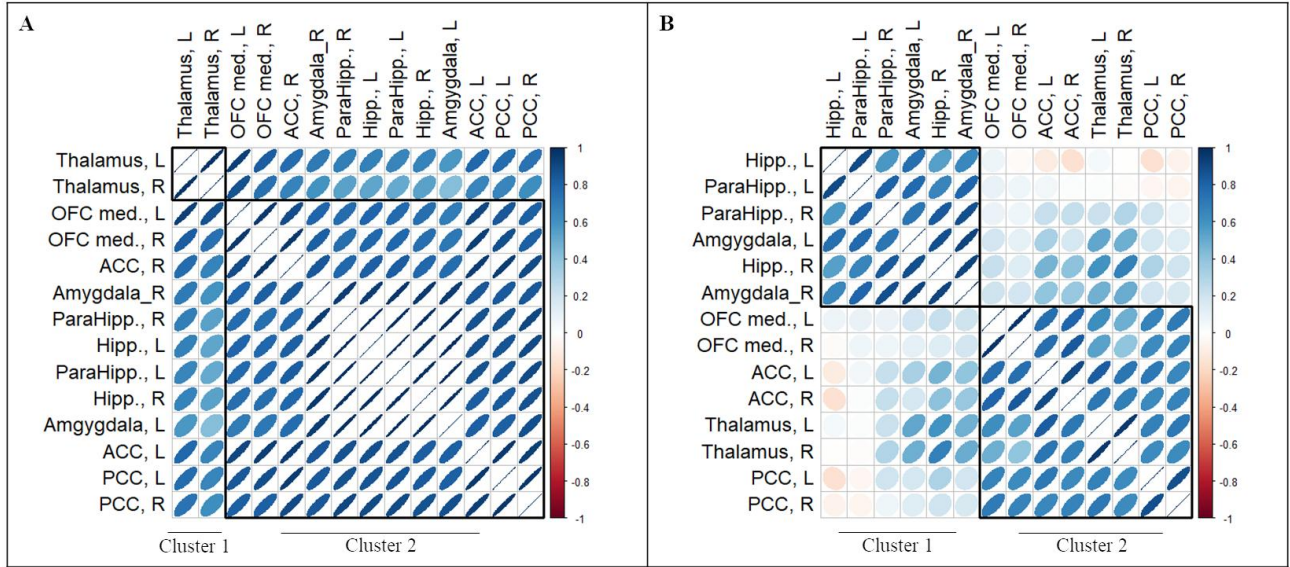 A
Thalamus, L
Thalamus, R
OFC med., L
OFC med., R
ACC, R
Amygdala_R
ParaHipp., R
Hipp., L
ParaHipp., L
Hipp., R
Amgygdala, L
ACC, L
PCC, L
PCC, R
Thalamus, L
Thalamus, R
OFC med., L
OFC med., R
ACC, R
Amygdala_R
ParaHipp., R
Hipp., L
ParaHipp., L
Hipp., R
Amgygdala, L
ACC, L
PCC, L
PCC, R
1
0.8
0.6
0.4
0.2
0
-0.2
-0.4
-0.6
-0.8
-1
Cluster 1
Cluster 2
B
Hipp., L
ParaHipp., L
ParaHipp., R
Amgygdala, L
Hipp., R
Amygdala_R
OFC med., L
OFC med., R
ACC, L
ACC, R
Thalamus, L
Thalamus, R
PCC, L
PCC, R
Hipp., L
ParaHipp., L
ParaHipp., R
Amgygdala, L
Hipp., R
Amygdala_R
OFC med., L
OFC med., R
ACC, L
ACC, R
Thalamus, L
Thalamus, R
PCC, L
PCC, R
1
0.8
0.6
0.4
0.2
0
-0.2
-0.4
-0.6
-0.8
-1
Cluster 1
Cluster 2